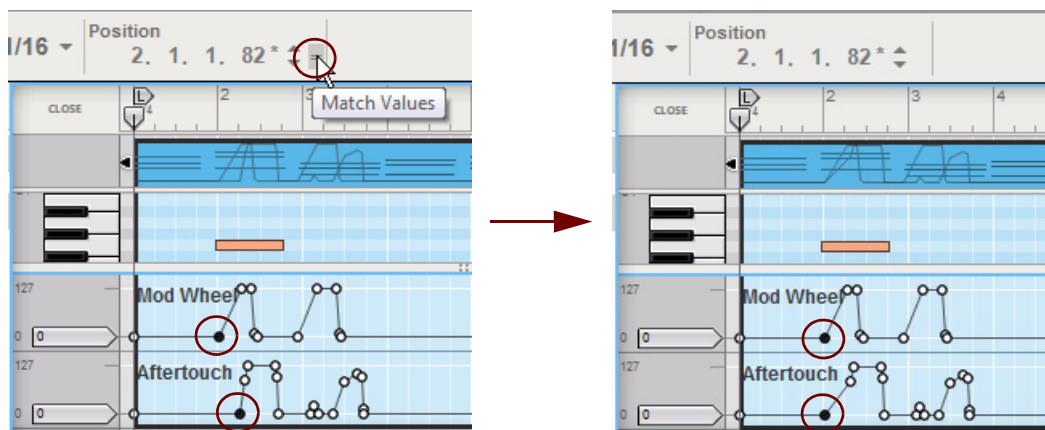 Position
1/16 2. 1. 1. 82 *
=
Match Values
CLOSE L 4 2 3
127
Mod Wheel
0 0
127
Aftertouch
0 0
Position
1/16 2. 1. 1. 82 *
CLOSE L 4 2 3 4
127
Mod Wheel
0 0
127
Aftertouch
0 0